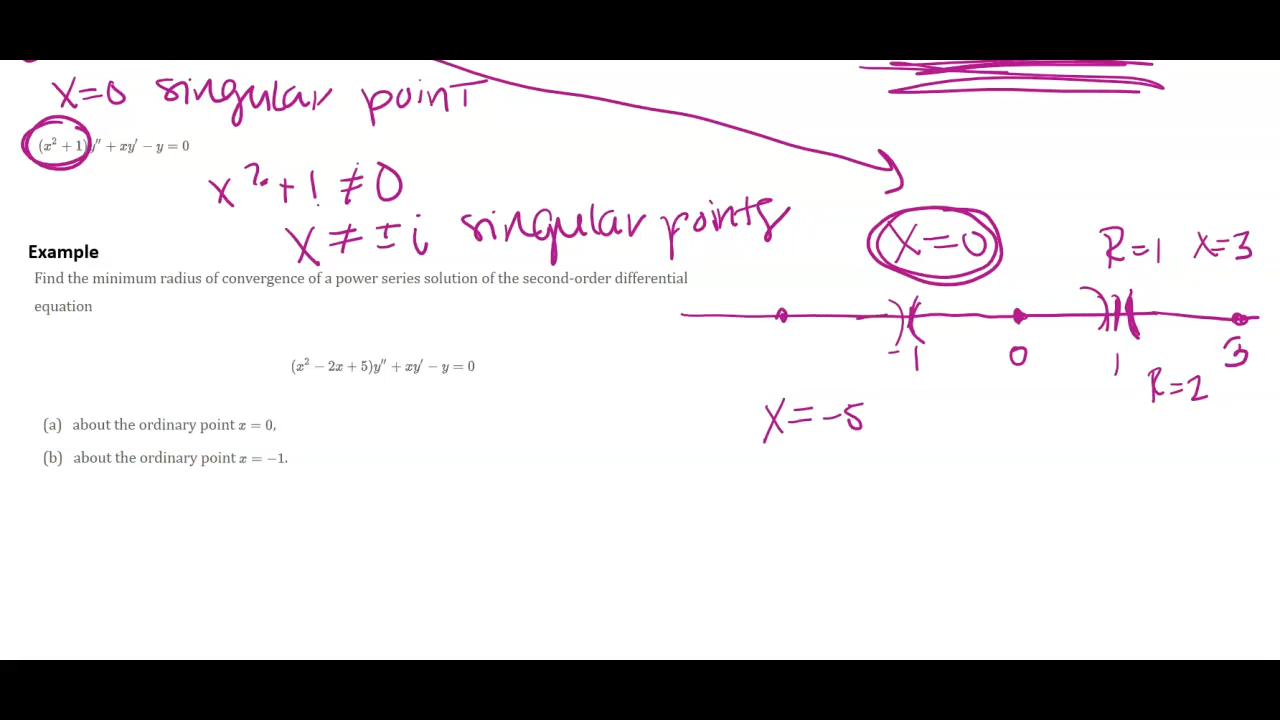 x=0 singular point
(x² + 1)y″ + xy′ − y = 0
x²+1≠0
x≠±i singular points
x=0
R=1 x=3
Example
Find the minimum radius of convergence of a power series solution of the second-order differential
equation
-1 0 1 3
R=2
(x² − 2x + 5)y″ + xy′ − y = 0
x=-5
(a) about the ordinary point x = 0,
(b) about the ordinary point x = −1.